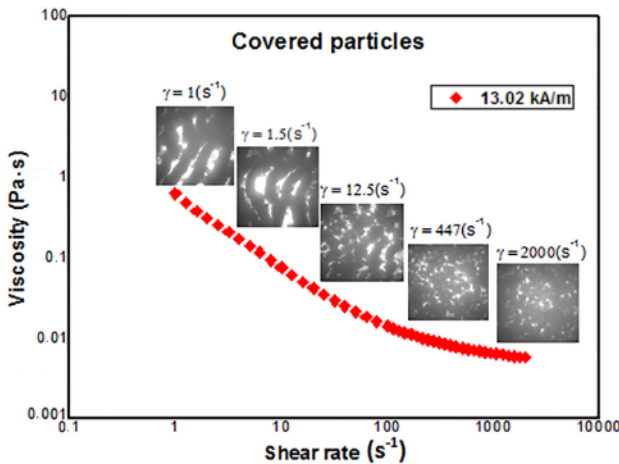 Covered particles
13.02 kA/m
γ = 1(s⁻¹)
γ = 1.5(s⁻¹)
γ = 12.5(s⁻¹)
γ = 447(s⁻¹)
γ = 2000(s⁻¹)
Viscosity (Pa·s)
100
10
1
0.1
0.01
0.001
0.1
1
10
100
1000
10000
Shear rate (s⁻¹)